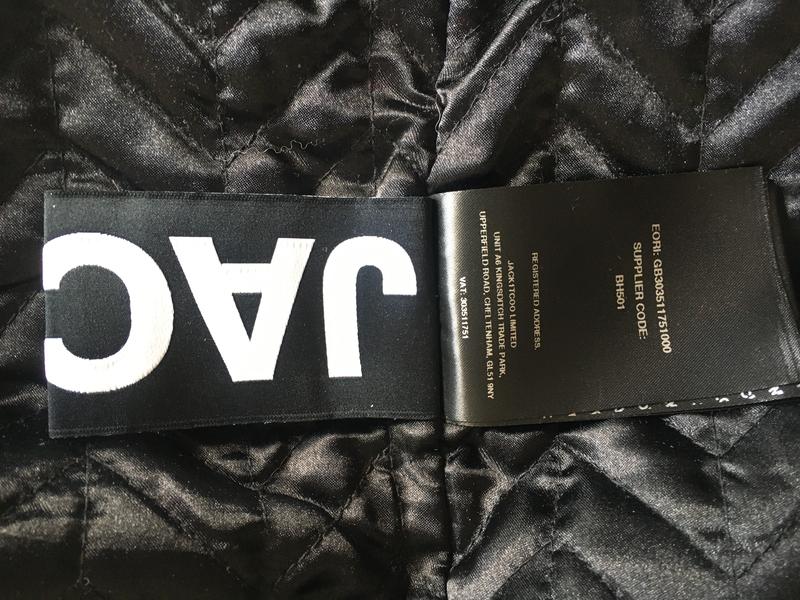 JAC
EORI: GB303511751000
SUPPLIER CODE:
BH501
REGISTERED ADDRESS.
JACK1TCOO LIMITED
UNIT A6 KINGSDITCH TRADE PARK,
UPPERFIELD ROAD, CHELTENHAM, GL51 9NY
VAT: 303511751